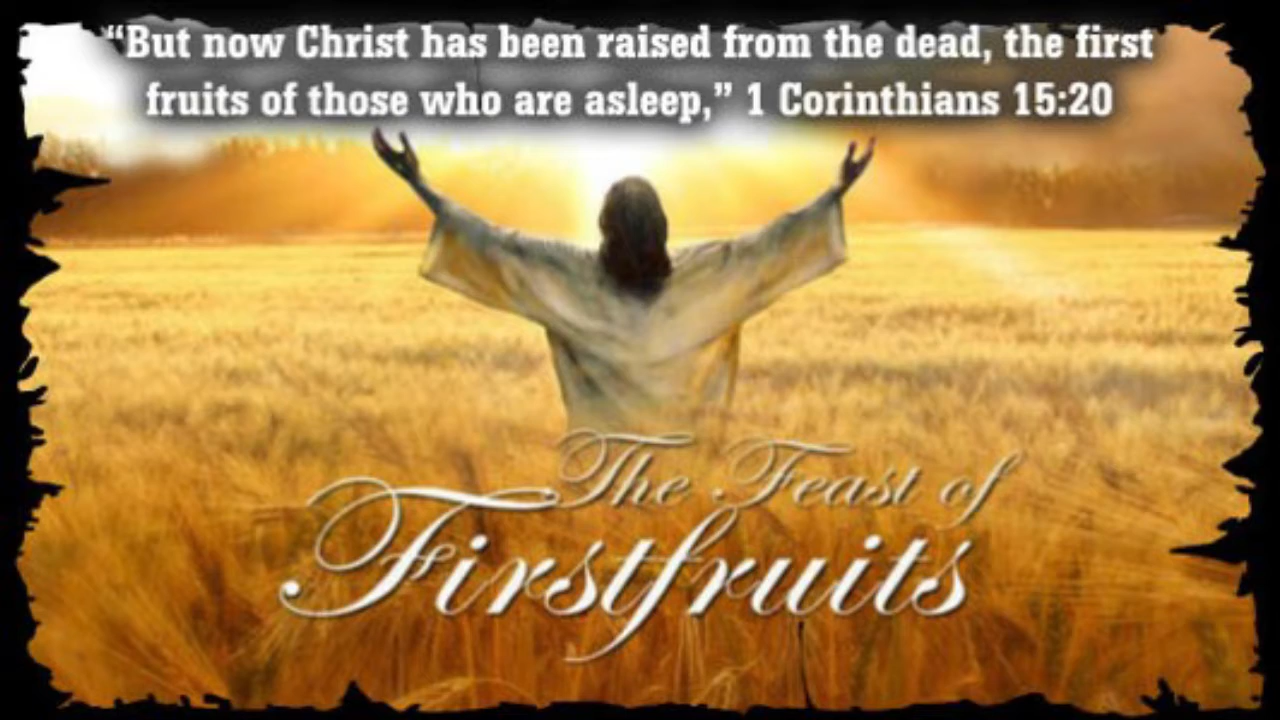 “But now Christ has been raised from the dead, the first
fruits of those who are asleep,” 1 Corinthians 15:20
The Feast of
Firstfruits